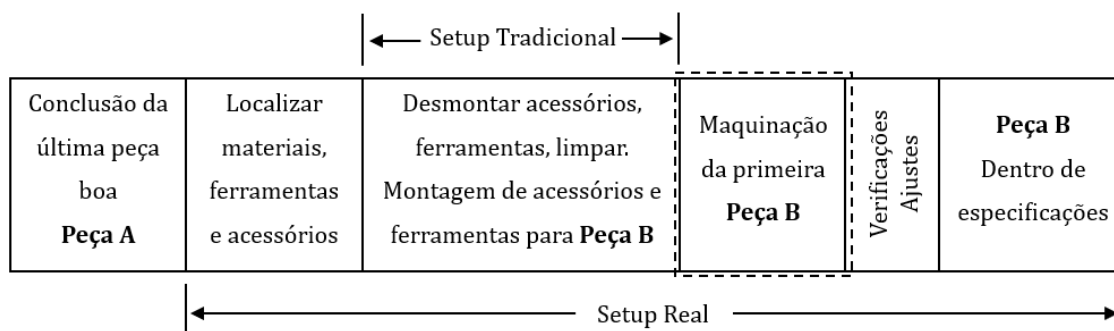 Setup Tradicional
Conclusão da
última peça
boa
Peça A
Localizar
materiais,
ferramentas
e acessórios
Desmontar acessórios,
ferramentas, limpar.
Montagem de acessórios e
ferramentas para Peça B
Maquinação
da primeira
Peça B
Verificações
Ajustes
Peça B
Dentro de
especificações
Setup Real